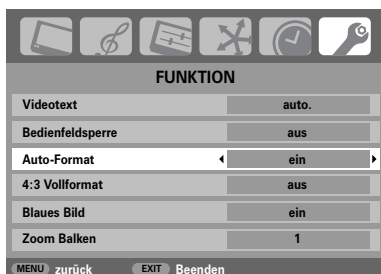 FUNKTION
Videotext auto.
Bedienfeldsperre aus
Auto-Format ein
4:3 Vollformat aus
Blaues Bild ein
Zoom Balken 1
MENU zurück EXIT Beenden